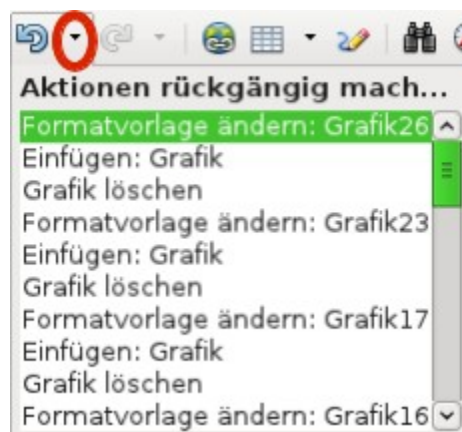 Aktionen rückgängig mach...
Formatvorlage ändern: Grafik26
Einfügen: Grafik
Grafik löschen
Formatvorlage ändern: Grafik23
Einfügen: Grafik
Grafik löschen
Formatvorlage ändern: Grafik17
Einfügen: Grafik
Grafik löschen
Formatvorlage ändern: Grafik16